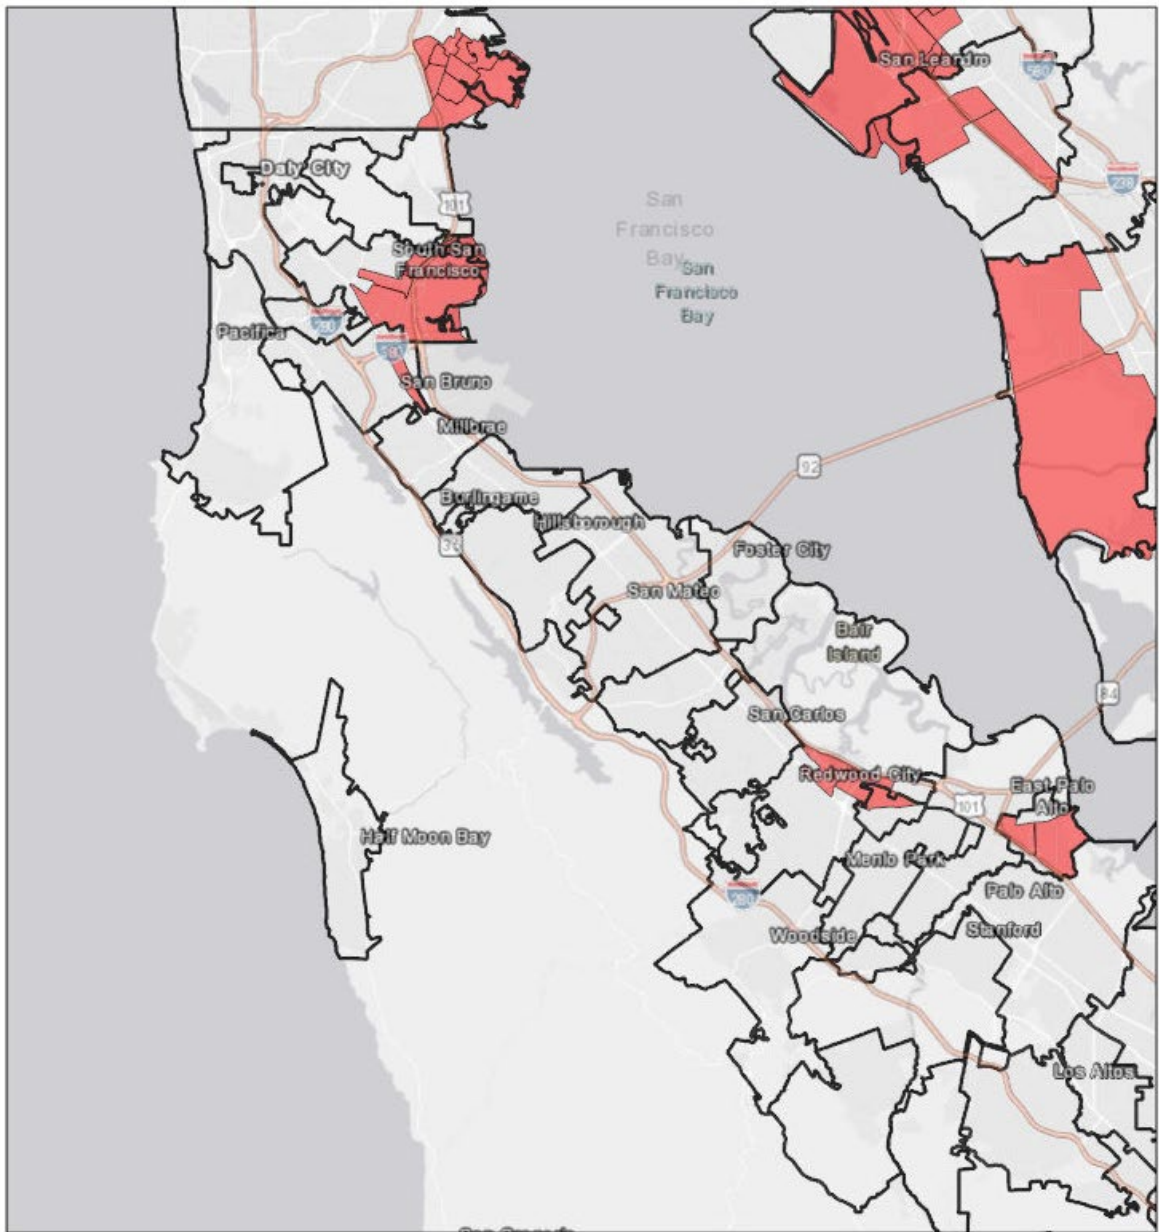 San Leandro
580
Daly City
238
101
San
Francisco
Bay
South San
Francisco
San
Francisco
Bay
280
Pacifica
380
San Bruno
Millbrae
92
Burlingame
Hillsborough
35
Foster City
San Mateo
Bair
Island
84
San Carlos
Redwood City
East Palo
Alto
101
Half Moon Bay
Menlo Park
Palo Alto
280
Woodside
Stanford
Los Altos